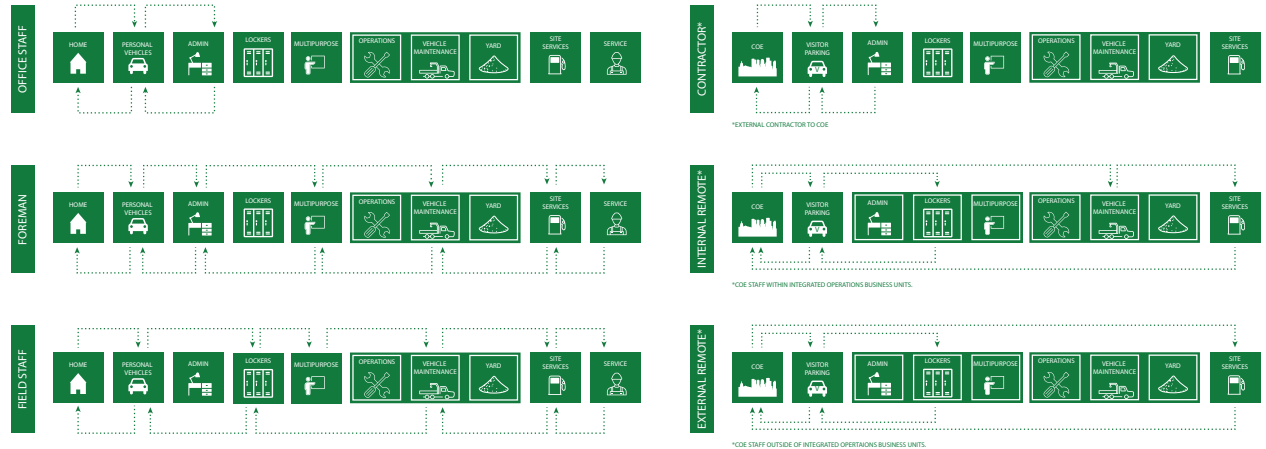 OFFICE STAFF
HOME
PERSONAL
VEHICLES
ADMIN
LOCKERS
MULTIPURPOSE
OPERATIONS
VEHICLE
MAINTENANCE
YARD
SITE
SERVICES
SERVICE
CONTRACTOR*
COE
VISITOR
PARKING
V
ADMIN
LOCKERS
MULTIPURPOSE
OPERATIONS
VEHICLE
MAINTENANCE
YARD
SITE
SERVICES
*EXTERNAL CONTRACTOR TO COE
FOREMAN
HOME
PERSONAL
VEHICLES
ADMIN
LOCKERS
MULTIPURPOSE
OPERATIONS
VEHICLE
MAINTENANCE
YARD
SITE
SERVICES
SERVICE
INTERNAL REMOTE*
COE
VISITOR
PARKING
V
ADMIN
LOCKERS
MULTIPURPOSE
OPERATIONS
VEHICLE
MAINTENANCE
YARD
SITE
SERVICES
*COE STAFF WITHIN INTEGRATED OPERATIONS BUSINESS UNITS.
FIELD STAFF
HOME
PERSONAL
VEHICLES
ADMIN
LOCKERS
MULTIPURPOSE
OPERATIONS
VEHICLE
MAINTENANCE
YARD
SITE
SERVICES
SERVICE
EXTERNAL REMOTE*
COE
VISITOR
PARKING
V
ADMIN
LOCKERS
MULTIPURPOSE
OPERATIONS
VEHICLE
MAINTENANCE
YARD
SITE
SERVICES
*COE STAFF OUTSIDE OF INTEGRATED OPERTAIONS BUSINESS UNITS.